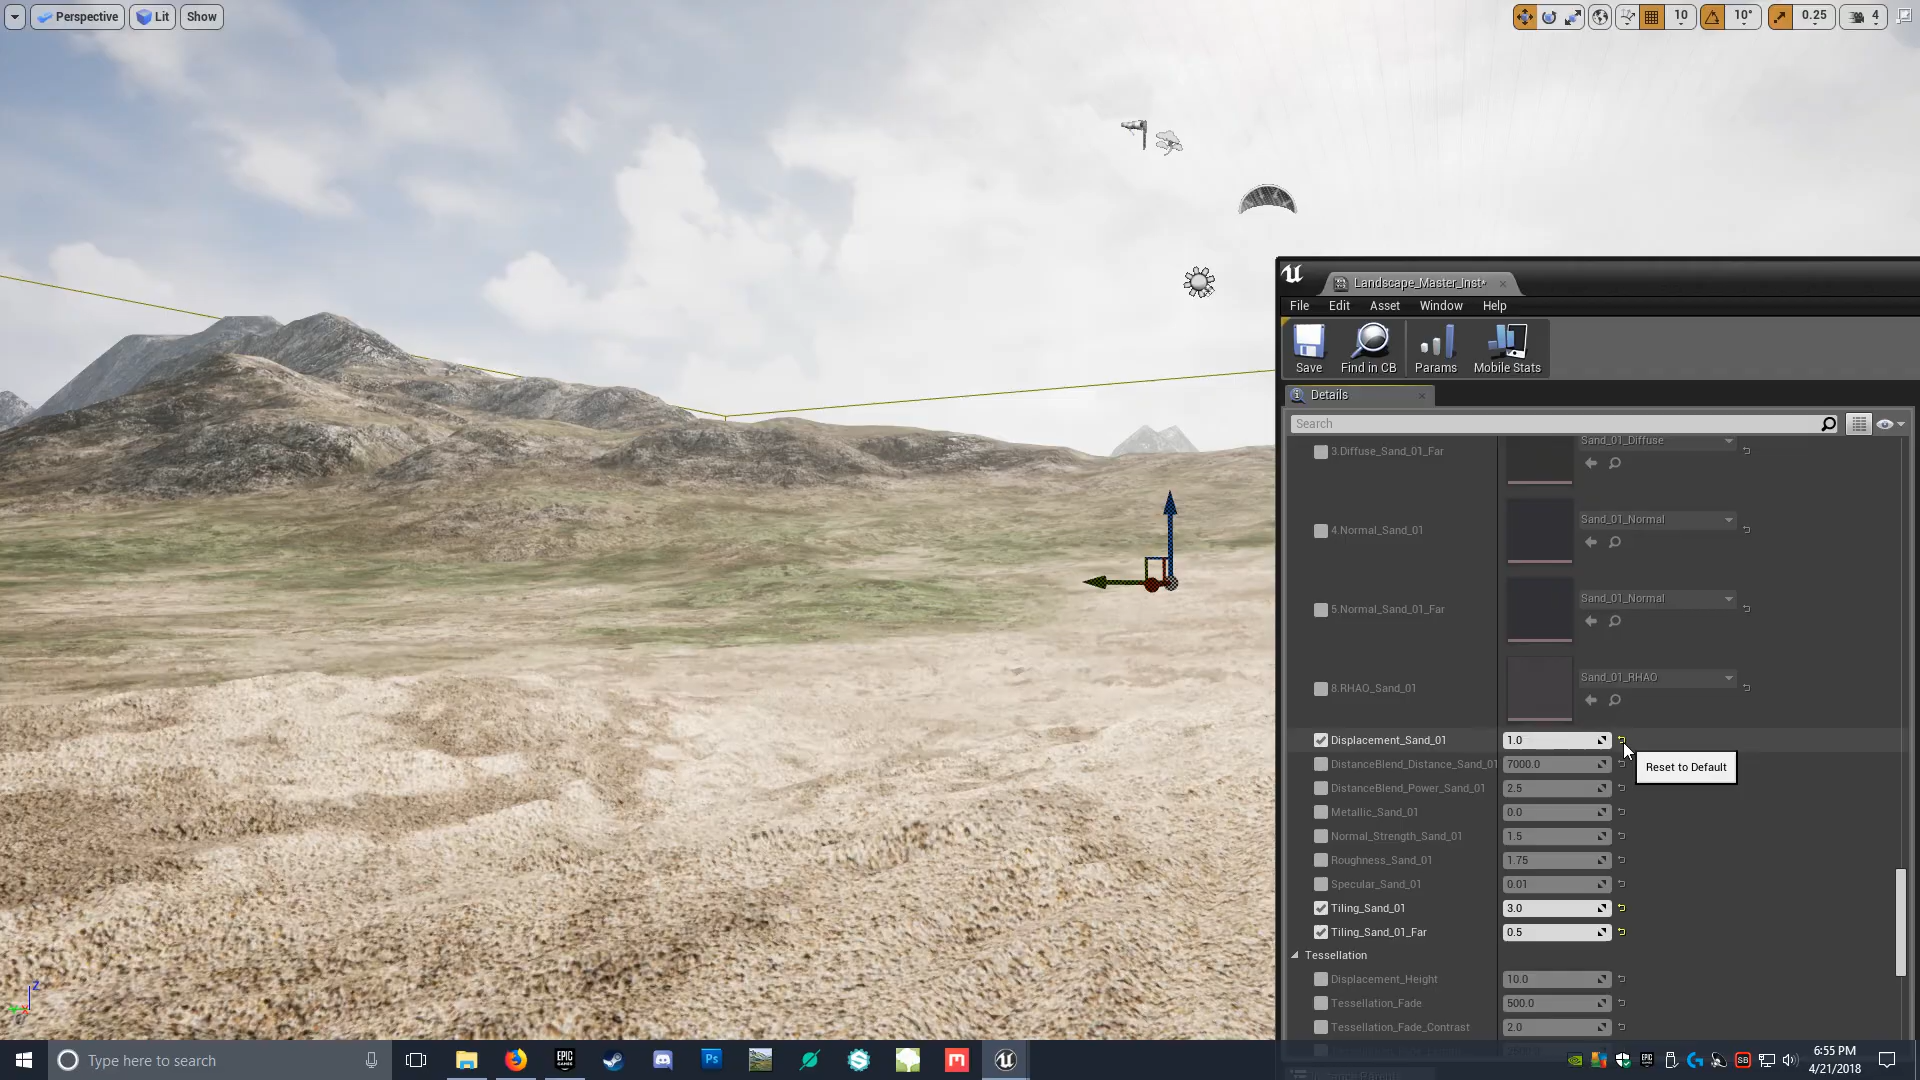 Perspective Lit Show
10 10° 0.25 4
Landscape_Master_Inst*
File Edit Asset Window Help
Save Find in CB Params Mobile Stats
Details
Search
3.Diffuse_Sand_01_Far Sand_01_Diffuse
4.Normal_Sand_01 Sand_01_Normal
5.Normal_Sand_01_Far Sand_01_Normal
8.RHAO_Sand_01 Sand_01_RHAO
Displacement_Sand_01 1.0
DistanceBlend_Distance_Sand_01 7000.0
Reset to Default
DistanceBlend_Power_Sand_01 2.5
Metallic_Sand_01 0.0
Normal_Strength_Sand_01 1.5
Roughness_Sand_01 1.75
Specular_Sand_01 0.01
Tiling_Sand_01 3.0
Tiling_Sand_01_Far 0.5
Tessellation
Displacement_Height 10.0
Tessellation_Fade 500.0
Tessellation_Fade_Contrast 2.0
Z
Type here to search
EPIC GAMES
Ps
SB
6:55 PM
4/21/2018